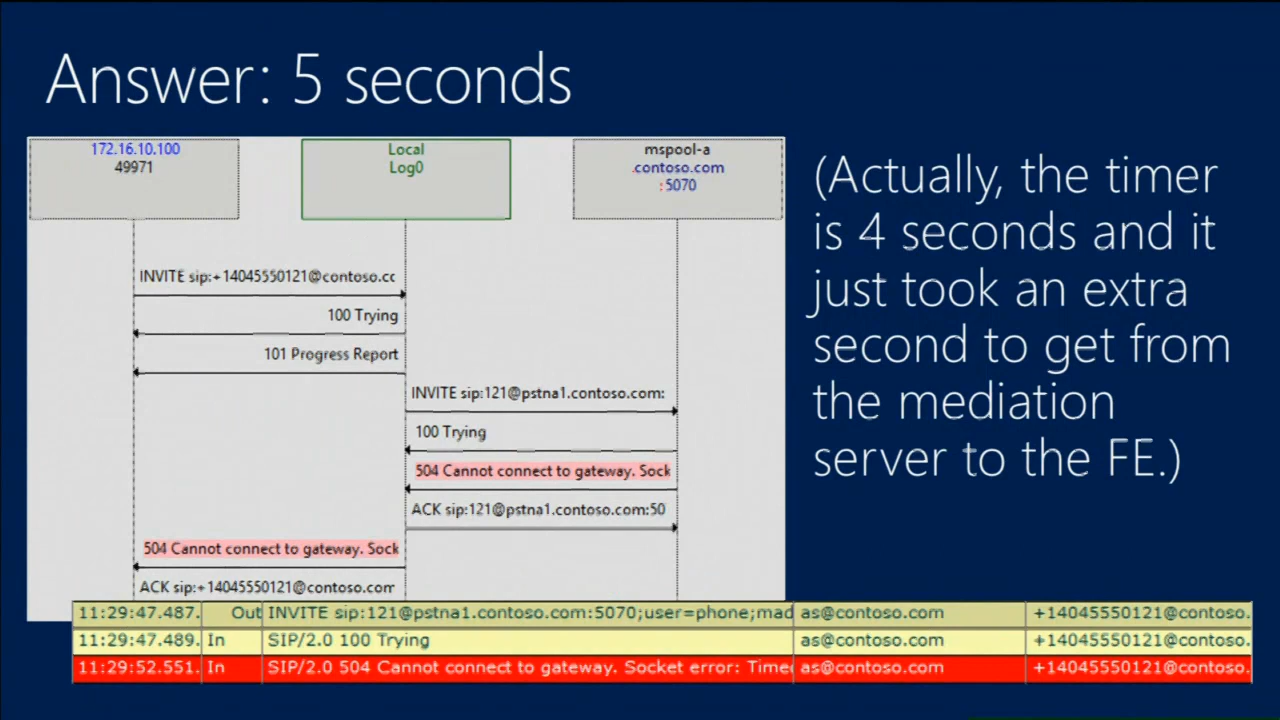 Answer: 5 seconds
172.16.10.100
49971
Local
Log0
mspool-a
.contoso.com
:5070
(Actually, the timer
is 4 seconds and it
just took an extra
second to get from
the mediation
server to the FE.)
INVITE sip:+14045550121@contoso.cc
100 Trying
101 Progress Report
INVITE sip:121@pstna1.contoso.com:
100 Trying
504 Cannot connect to gateway. Sock
ACK sip:121@pstna1.contoso.com:50
504 Cannot connect to gateway. Sock
ACK sip:+14045550121@contoso.com
11:29:47.487. Out INVITE sip:121@pstna1.contoso.com:5070;user=phone;mad as@contoso.com +14045550121@contoso.
11:29:47.489. In SIP/2.0 100 Trying as@contoso.com +14045550121@contoso.
11:29:52.551. In SIP/2.0 504 Cannot connect to gateway. Socket error: Time as@contoso.com +14045550121@contoso.